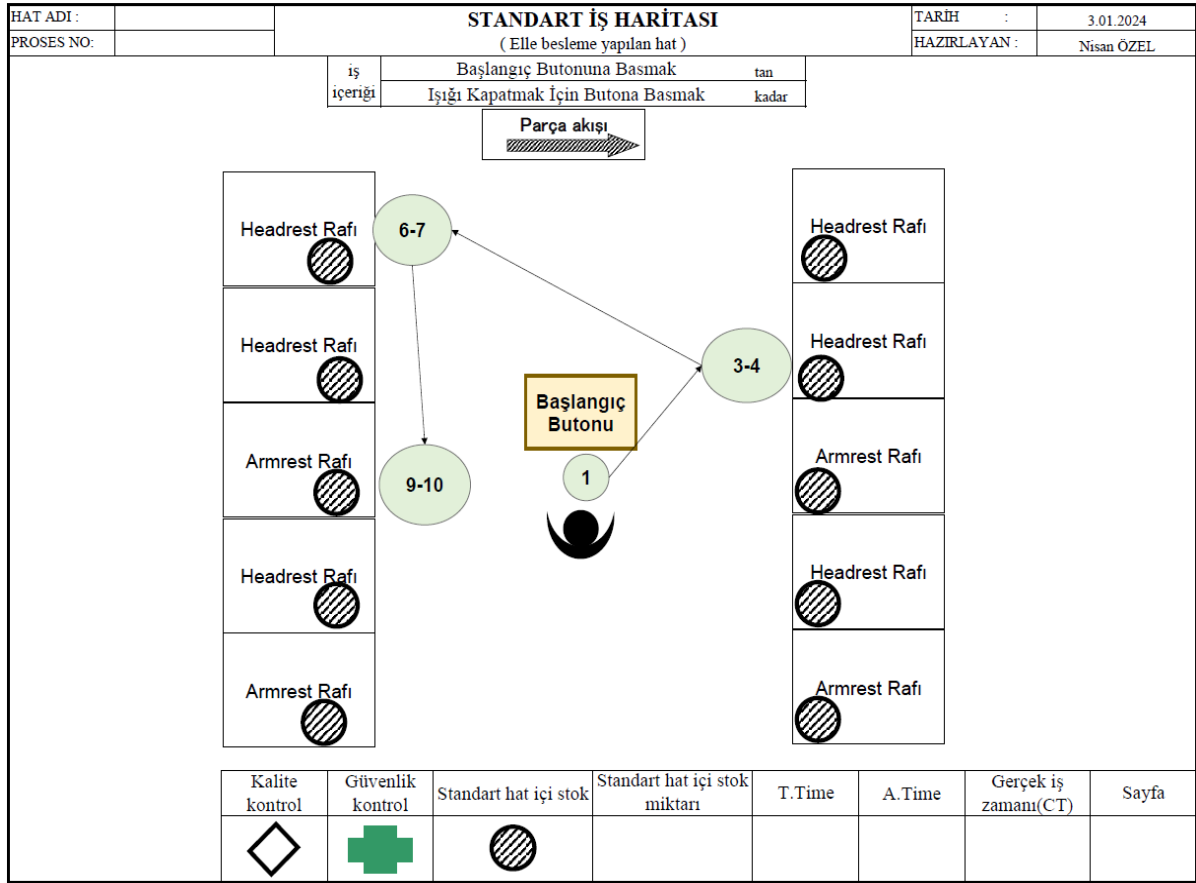 HAT ADI :
PROSES NO:
STANDART İŞ HARİTASI
( Elle besleme yapılan hat )
TARİH :
3.01.2024
HAZIRLAYAN :
Nisan ÖZEL
iş
içeriği
Başlangıç Butonuna Basmak
tan
Işığı Kapatmak İçin Butona Basmak
kadar
Parça akışı
Headrest Rafı
6-7
Headrest Rafı
Headrest Rafı
Headrest Rafı
3-4
Başlangıç
Butonu
Armrest Rafı
9-10
1
Armrest Rafı
Headrest Rafı
Headrest Rafı
Armrest Rafı
Armrest Rafı
Kalite
kontrol
Güvenlik
kontrol
Standart hat içi stok
Standart hat içi stok
miktarı
T.Time
A.Time
Gerçek iş
zamanı(CT)
Sayfa